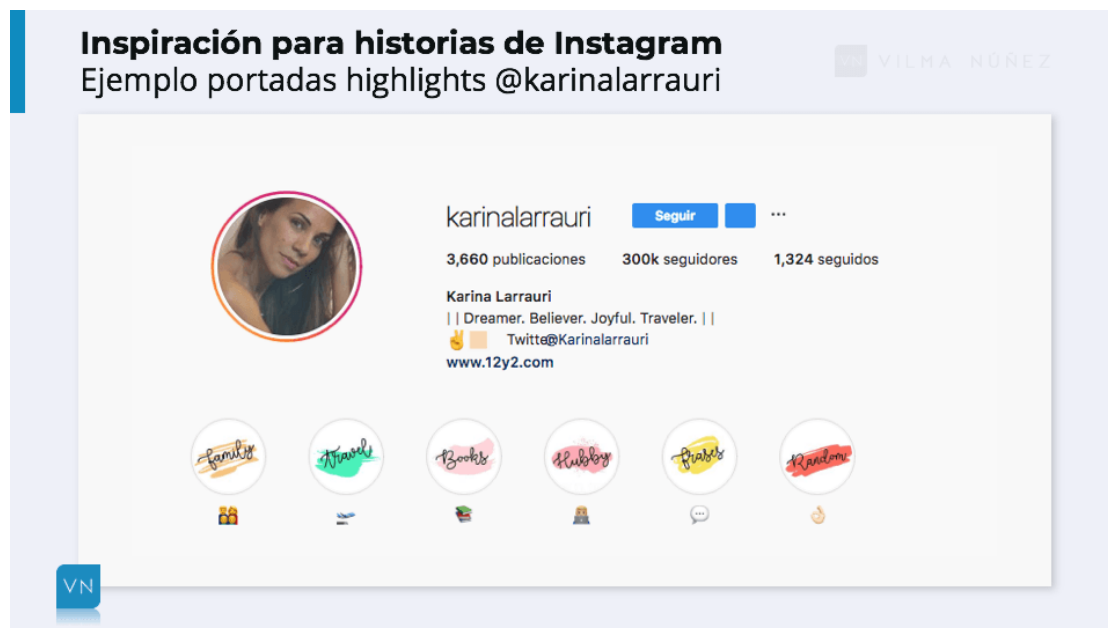 Inspiración para historias de Instagram
Ejemplo portadas highlights @karinalarrauri
VN VILMA NÚÑEZ
karinalarrauri Seguir ...
3,660 publicaciones 300k seguidores 1,324 seguidos
Karina Larrauri
| | Dreamer. Believer. Joyful. Traveler. | |
Twitte@Karinalarrauri
www.12y2.com
family travel Books Hubby frases Random
VN